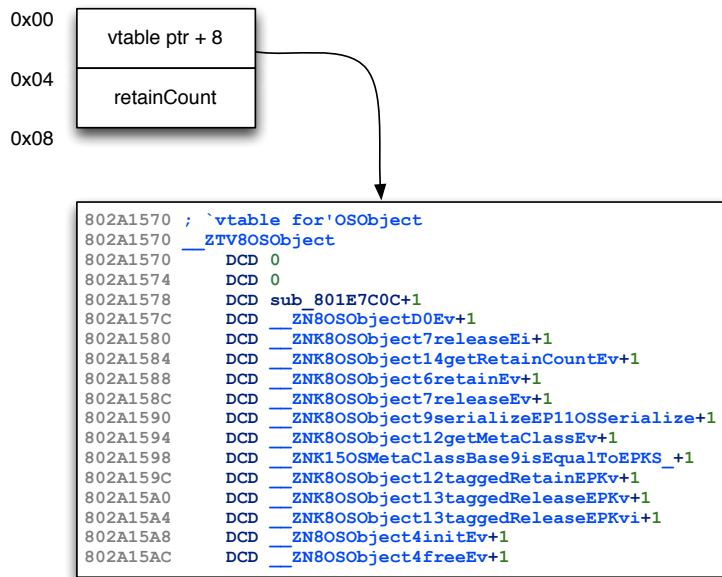 0x00
vtable ptr + 8
0x04
retainCount
0x08
802A1570 ; `vtable for'OSObject
802A1570 __ZTV8OSObject
802A1570 DCD 0
802A1574 DCD 0
802A1578 DCD sub_801E7C0C+1
802A157C DCD __ZN8OSObjectD0Ev+1
802A1580 DCD __ZNK8OSObject7releaseEi+1
802A1584 DCD __ZNK8OSObject14getRetainCountEv+1
802A1588 DCD __ZNK8OSObject6retainEv+1
802A158C DCD __ZNK8OSObject7releaseEv+1
802A1590 DCD __ZNK8OSObject9serializeEP11OSSerialize+1
802A1594 DCD __ZNK8OSObject12getMetaClassEv+1
802A1598 DCD __ZNK15OSMetaClassBase9isEqualToEPKS_+1
802A159C DCD __ZNK8OSObject12taggedRetainEPKv+1
802A15A0 DCD __ZNK8OSObject13taggedReleaseEPKv+1
802A15A4 DCD __ZNK8OSObject13taggedReleaseEPKvi+1
802A15A8 DCD __ZN8OSObject4initEv+1
802A15AC DCD __ZN8OSObject4freeEv+1